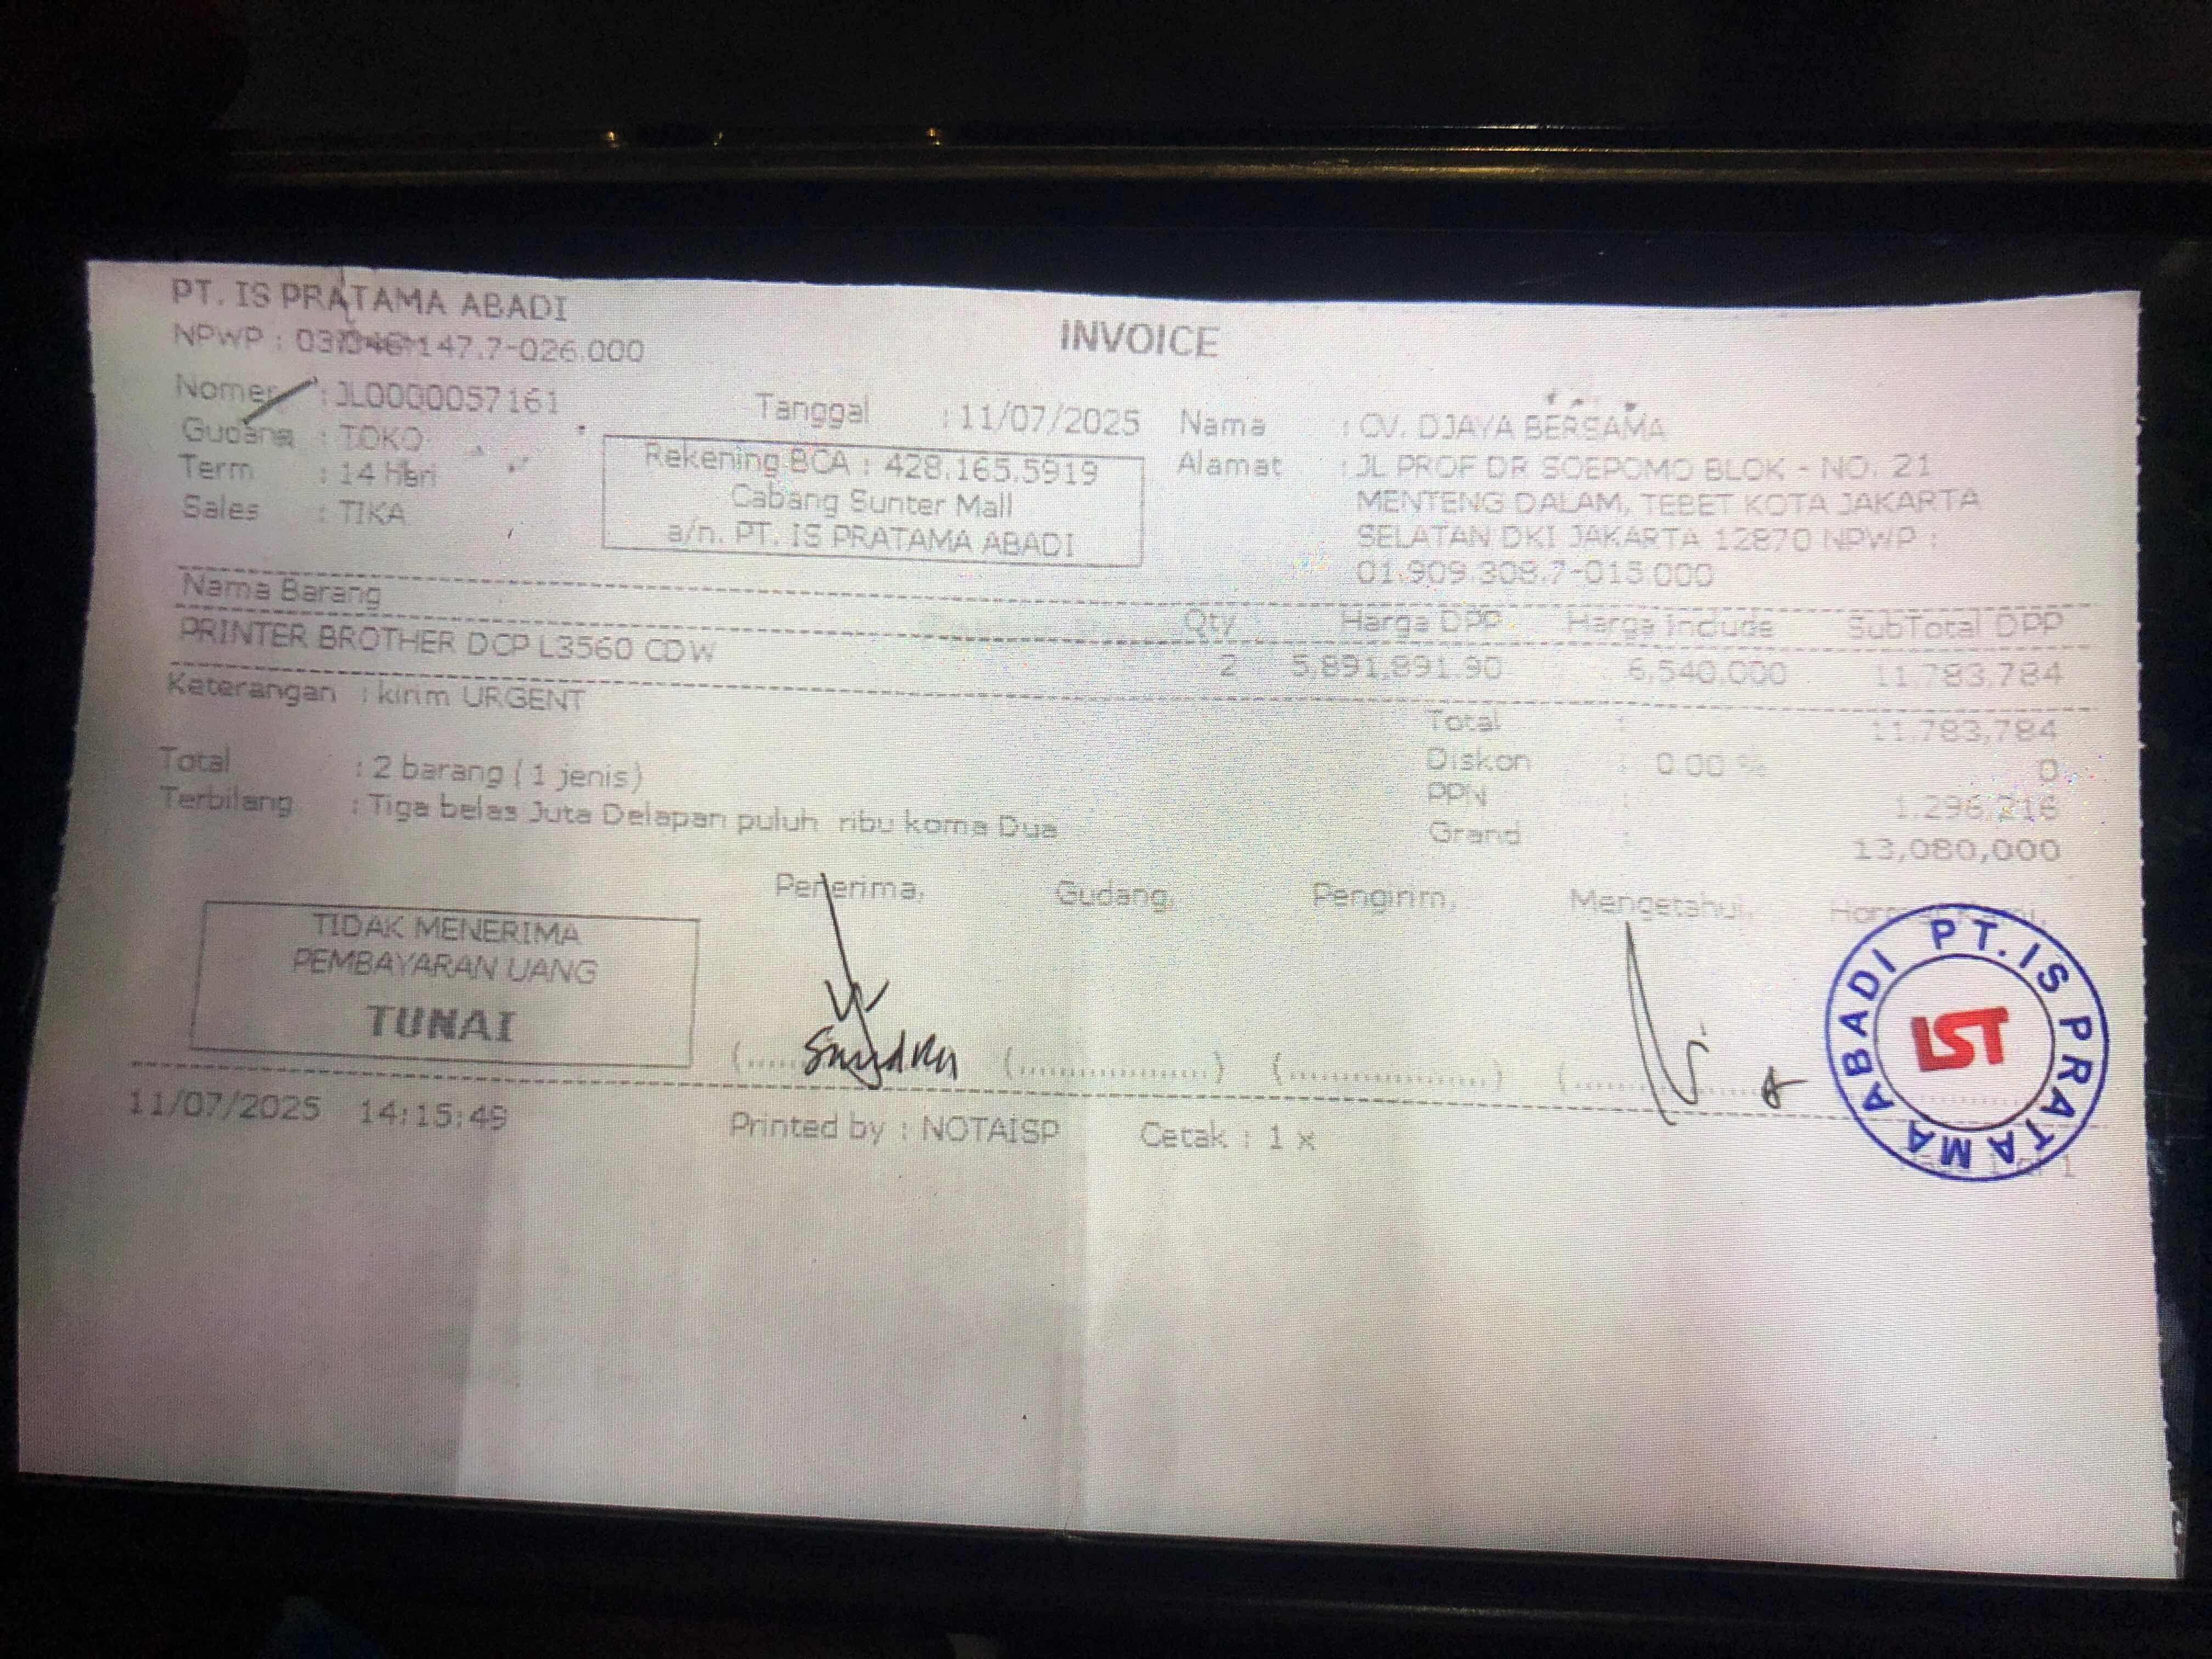 PT. IS PRATAMA ABADI
NPWP : 147.7-026.000
INVOICE
Nomer : JL0000057161
Gudang : TOKO
Term : 14 Hari
Sales : TIKA
Tanggal : 11/07/2025
Rekening BCA : 428.165.5919
Cabang Sunter Mall
a/n. PT. IS PRATAMA ABADI
Nama : CV. DJAYA BERSAMA
Alamat : JL PROF DR SOEPOMO BLOK - NO. 21
MENTENG DALAM, TEBET KOTA JAKARTA
SELATAN DKI JAKARTA 12870 NPWP :
01.909.308.7-015.000
Nama Barang Qty Harga DPP Harga Include SubTotal DPP
PRINTER BROTHER DCP L3560 CDW 2 5,891,891.90 6,540,000 11,783,784
Keterangan : kirim URGENT
Total : 2 barang ( 1 jenis)
Terbilang : Tiga belas Juta Delapan puluh ribu koma Dua
Total : 11,783,784
Diskon : 0.00 % 0
PPN : 1,296,216
Grand : 13,080,000
TIDAK MENERIMA
PEMBAYARAN UANG
TUNAI
Penerima, Gudang, Pengirim, Mengetahui, Hormat Kami,
(....................) (....................) (....................)
PT. IS PRATAMA ABADI
IST
11/07/2025 14:15:49 Printed by : NOTAISP Cetak : 1 x